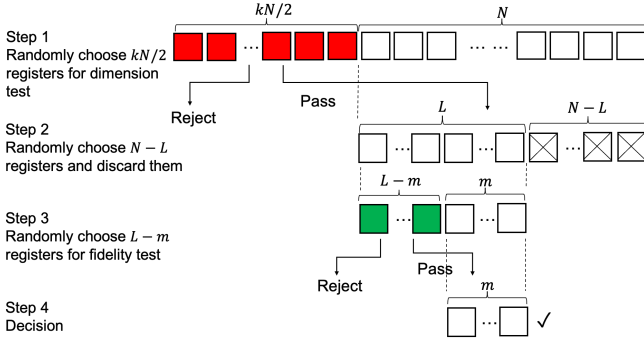 kN/2
N
Step 1
Randomly choose kN/2
registers for dimension
test
...
... ...
Reject
Pass
L
N − L
Step 2
Randomly choose N − L
registers and discard them
...
...
...
L − m
m
Step 3
Randomly choose L − m
registers for fidelity test
...
...
Reject
Pass
m
Step 4
Decision
...
✓